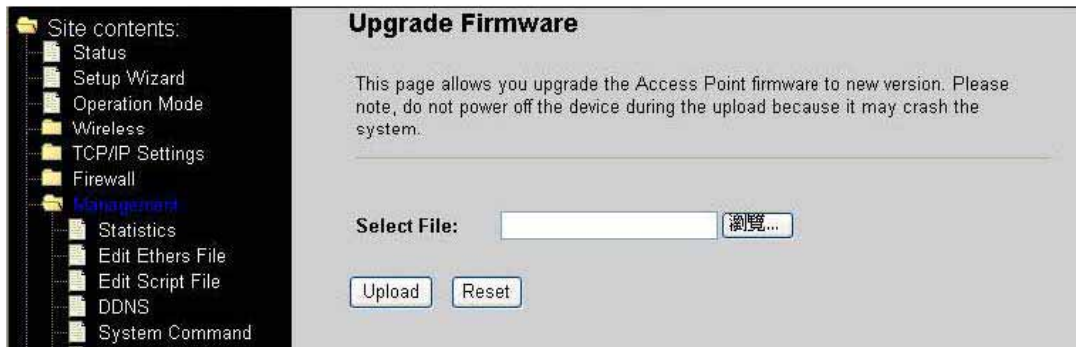 Site contents:
Status
Setup Wizard
Operation Mode
Wireless
TCP/IP Settings
Firewall
Management
Statistics
Edit Ethers File
Edit Script File
DDNS
System Command
Upgrade Firmware
This page allows you upgrade the Access Point firmware to new version. Please
note, do not power off the device during the upload because it may crash the
system.
Select File:
瀏覽...
Upload
Reset